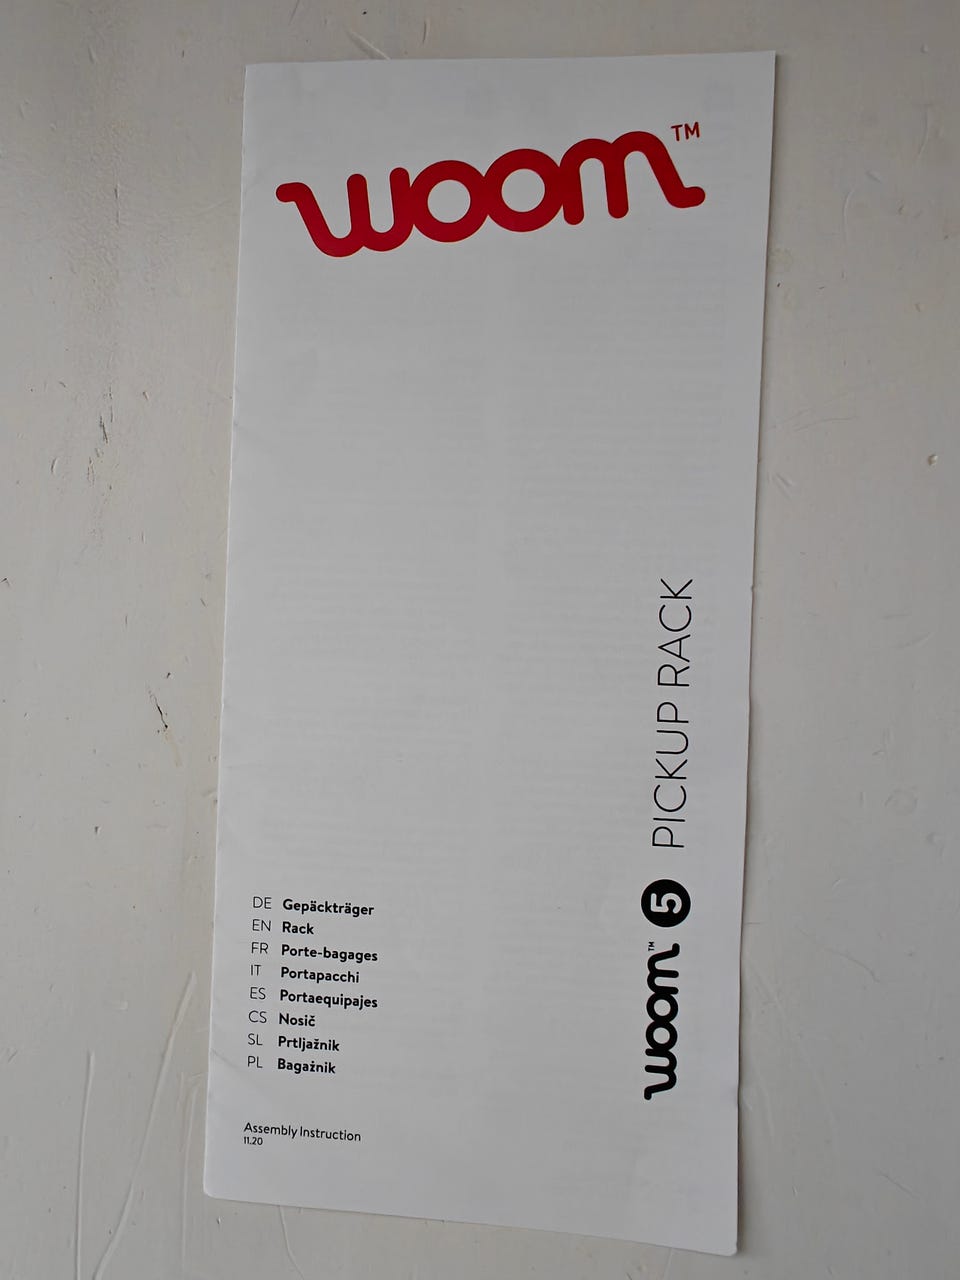 woom™
DE Gepäckträger
EN Rack
FR Porte-bagages
IT Portapacchi
ES Portaequipajes
CS Nosič
SL Prtljažnik
PL Bagażnik
Assembly Instruction
11.20
woom™ 5 PICKUP RACK